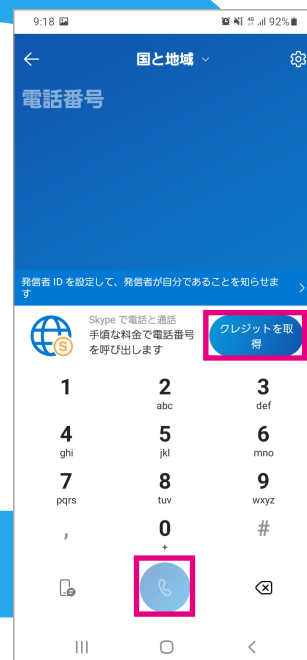 9:18 92%
国と地域
電話番号
発信者 ID を設定して、発信者が自分であることを知らせま
す
Skype で電話と通話
手頃な料金で電話番号
を呼び出します
クレジットを取
得
1 2 3
abc def
4 5 6
ghi jkl mno
7 8 9
pqrs tuv wxyz
, 0 #
+